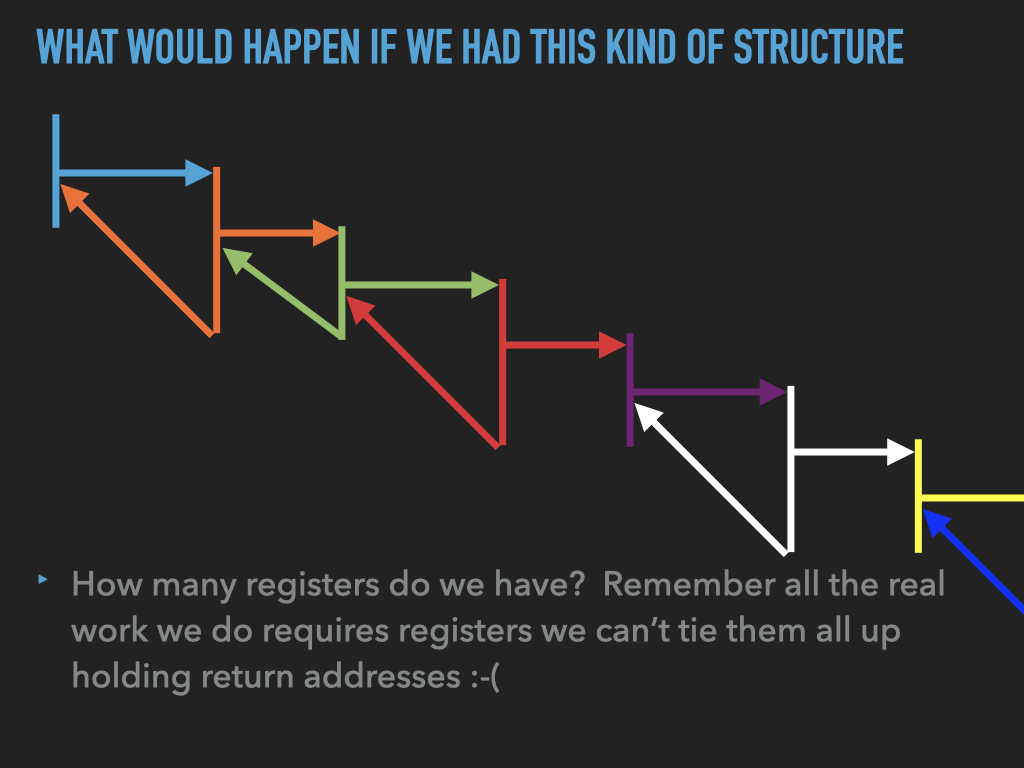 WHAT WOULD HAPPEN IF WE HAD THIS KIND OF STRUCTURE
How many registers do we have?  Remember all the real
work we do requires registers we can’t tie them all up
holding return addresses :-(